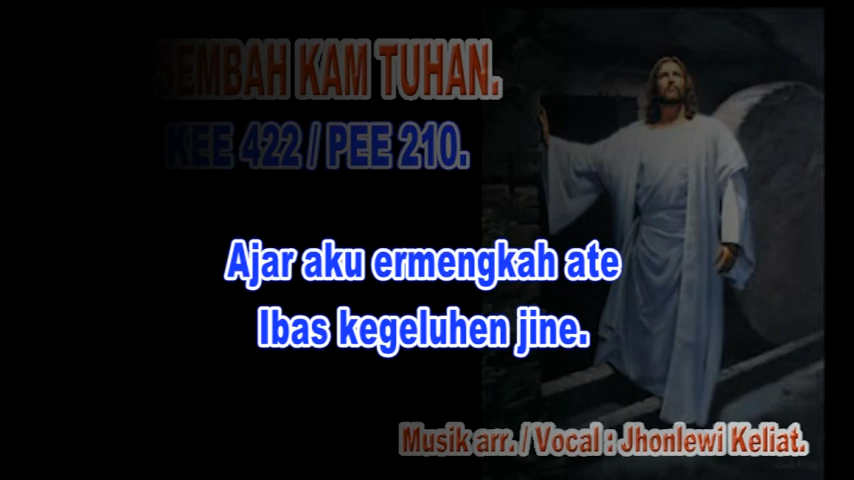 SEMBAH KAM TUHAN.
KEE 422 / PEE 210.
Ajar aku ermengkah ate
Ibas kegeluhen jine.
Musik arr. / Vocal : Jhonlewi Keliat.